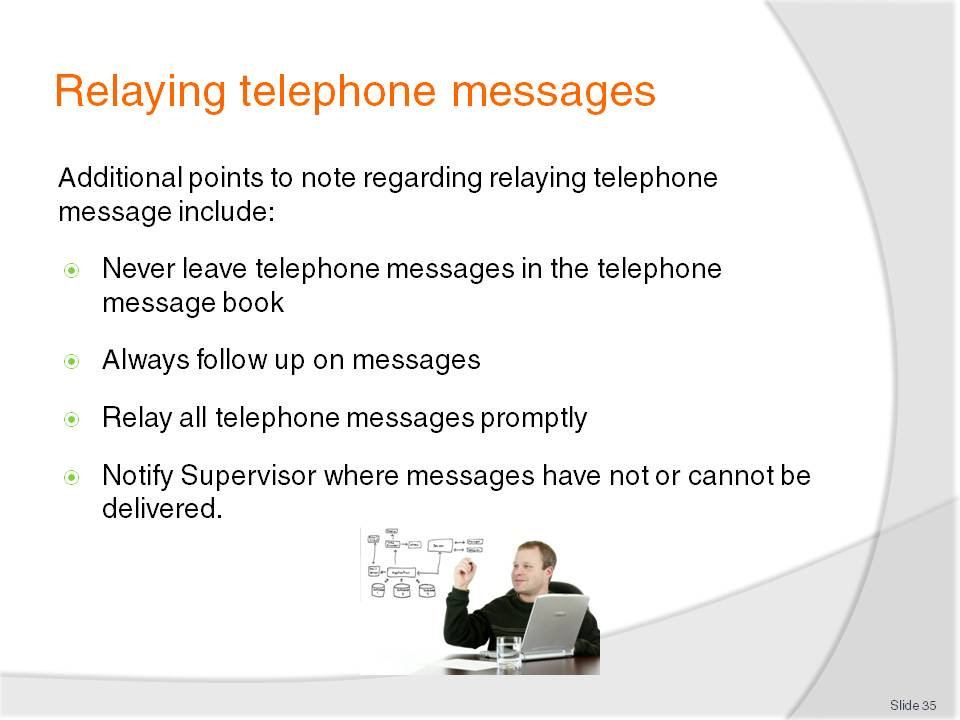 Relaying telephone messages
Additional points to note regarding relaying telephone
message include:
Never leave telephone messages in the telephone
message book
Always follow up on messages
Relay all telephone messages promptly
Notify Supervisor where messages have not or cannot be
delivered.
Slide 35